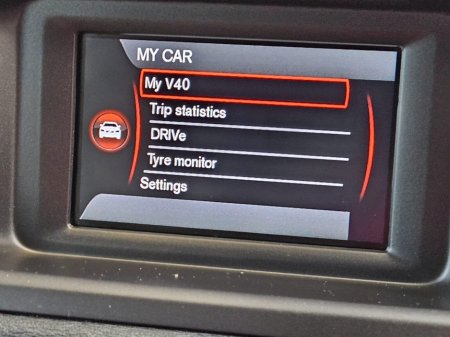 MY CAR
My V40
Trip statistics
DRIVe
Tyre monitor
Settings